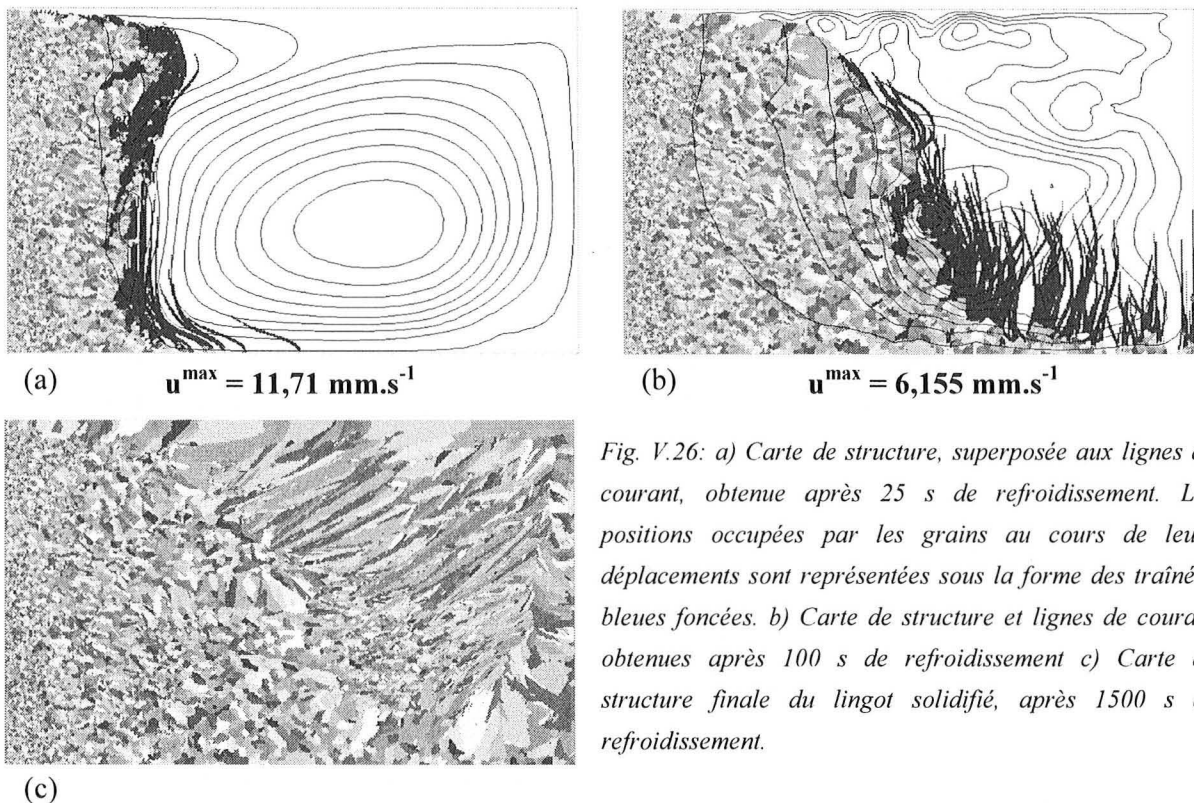 (a) u^max = 11,71 mm.s^-1
(b) u^max = 6,155 mm.s^-1
Fig. V.26: a) Carte de structure, superposée aux lignes d
courant, obtenue après 25 s de refroidissement. L
positions occupées par les grains au cours de leu
déplacements sont représentées sous la forme des traîné
bleues foncées. b) Carte de structure et lignes de coura
obtenues après 100 s de refroidissement c) Carte
structure finale du lingot solidifié, après 1500 s
refroidissement.
(c)